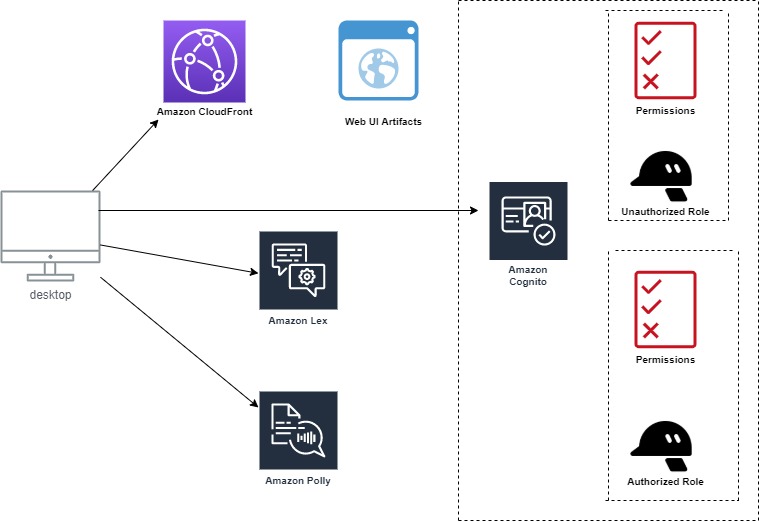 Amazon CloudFront
Web UI Artifacts
Permissions
Unauthorized Role
Amazon
Cognito
desktop
Amazon Lex
Permissions
Amazon Polly
Authorized Role